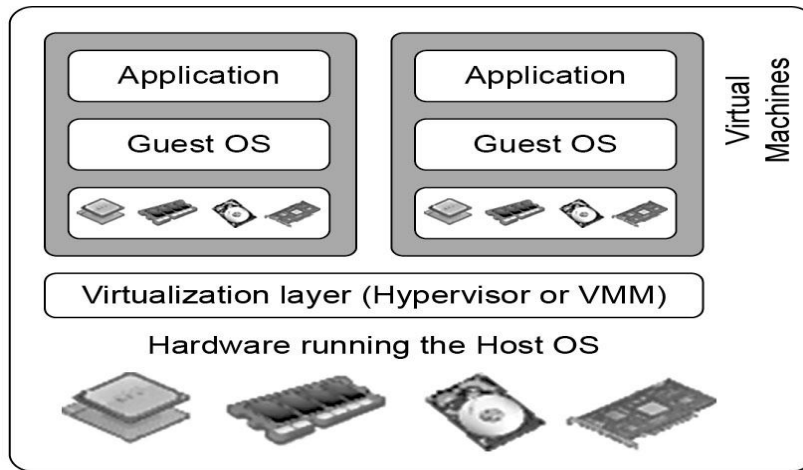 Application
Guest OS
Application
Guest OS
Virtual
Machines
Virtualization layer (Hypervisor or VMM)
Hardware running the Host OS